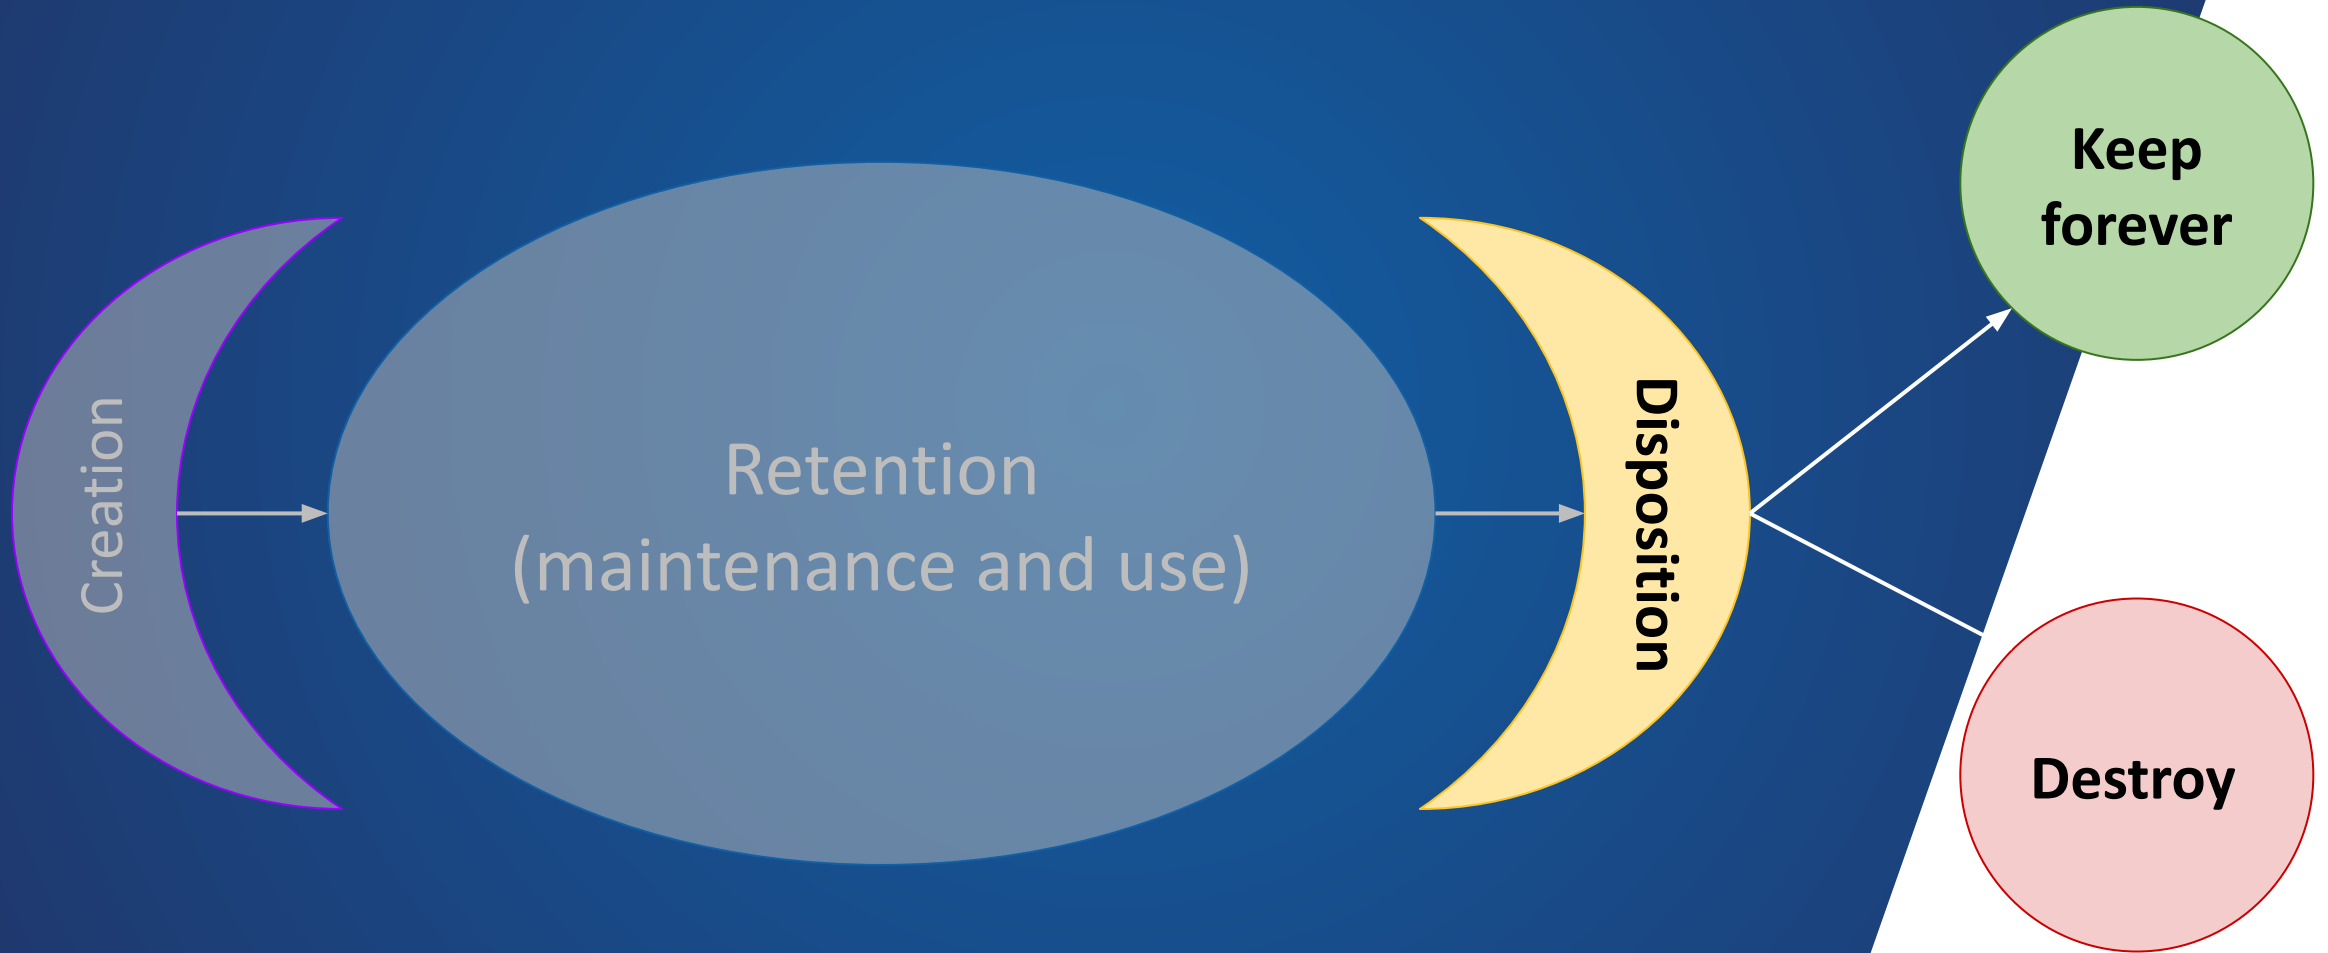 Creation
Retention
(maintenance and use)
Disposition
Keep
forever
Destroy